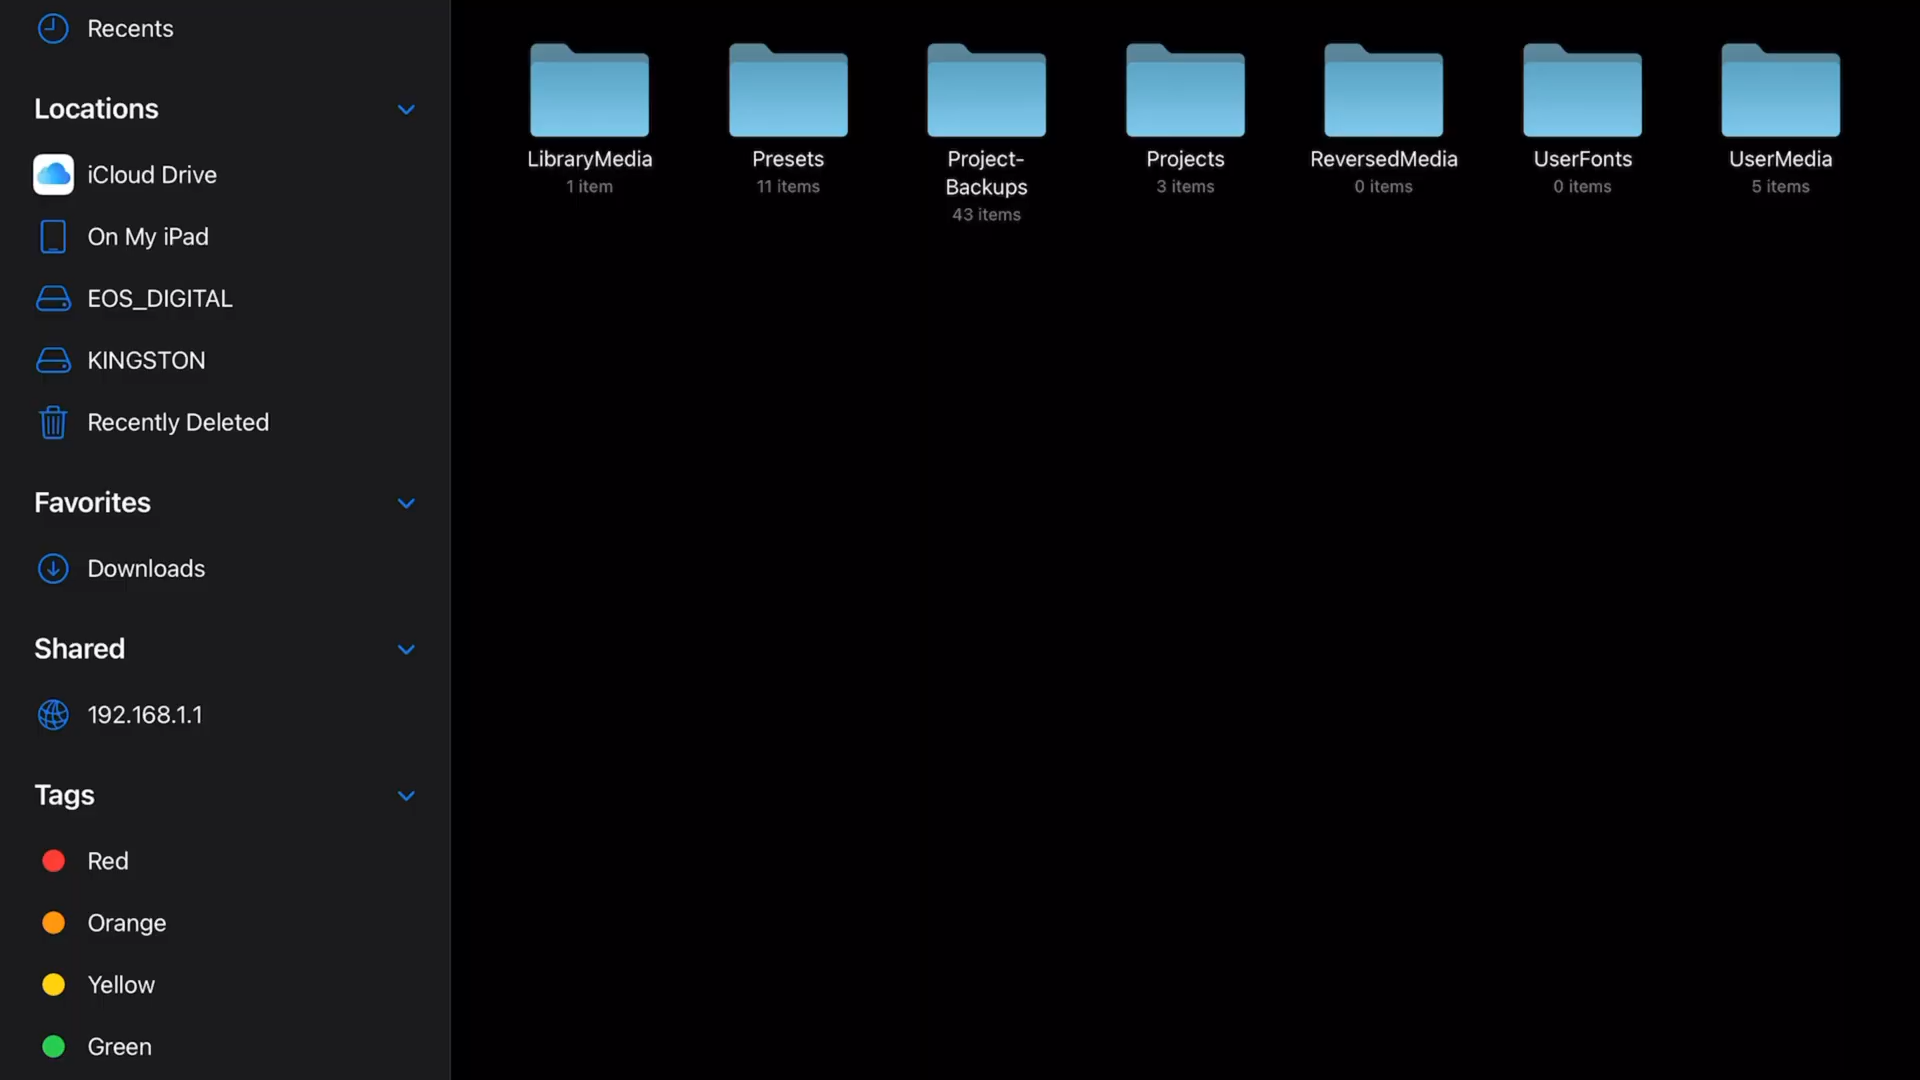 Recents
Locations
iCloud Drive
On My iPad
EOS_DIGITAL
KINGSTON
Recently Deleted
Favorites
Downloads
Shared
192.168.1.1
Tags
Red
Orange
Yellow
Green
LibraryMedia
1 item
Presets
11 items
Project-
Backups
43 items
Projects
3 items
ReversedMedia
0 items
UserFonts
0 items
UserMedia
5 items